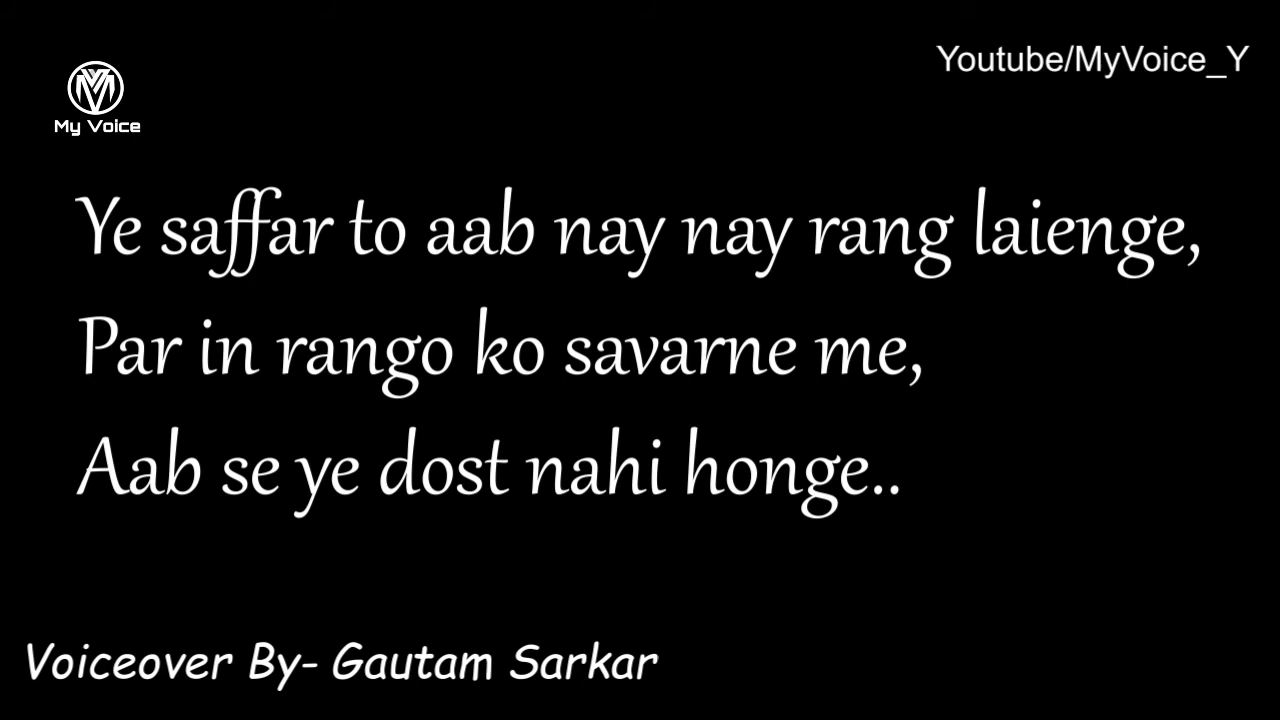 Youtube/MyVoice_Y
My Voice
Ye saffar to aab nay nay rang laienge,
Par in rango ko savarne me,
Aab se ye dost nahi honge..
Voiceover By- Gautam Sarkar